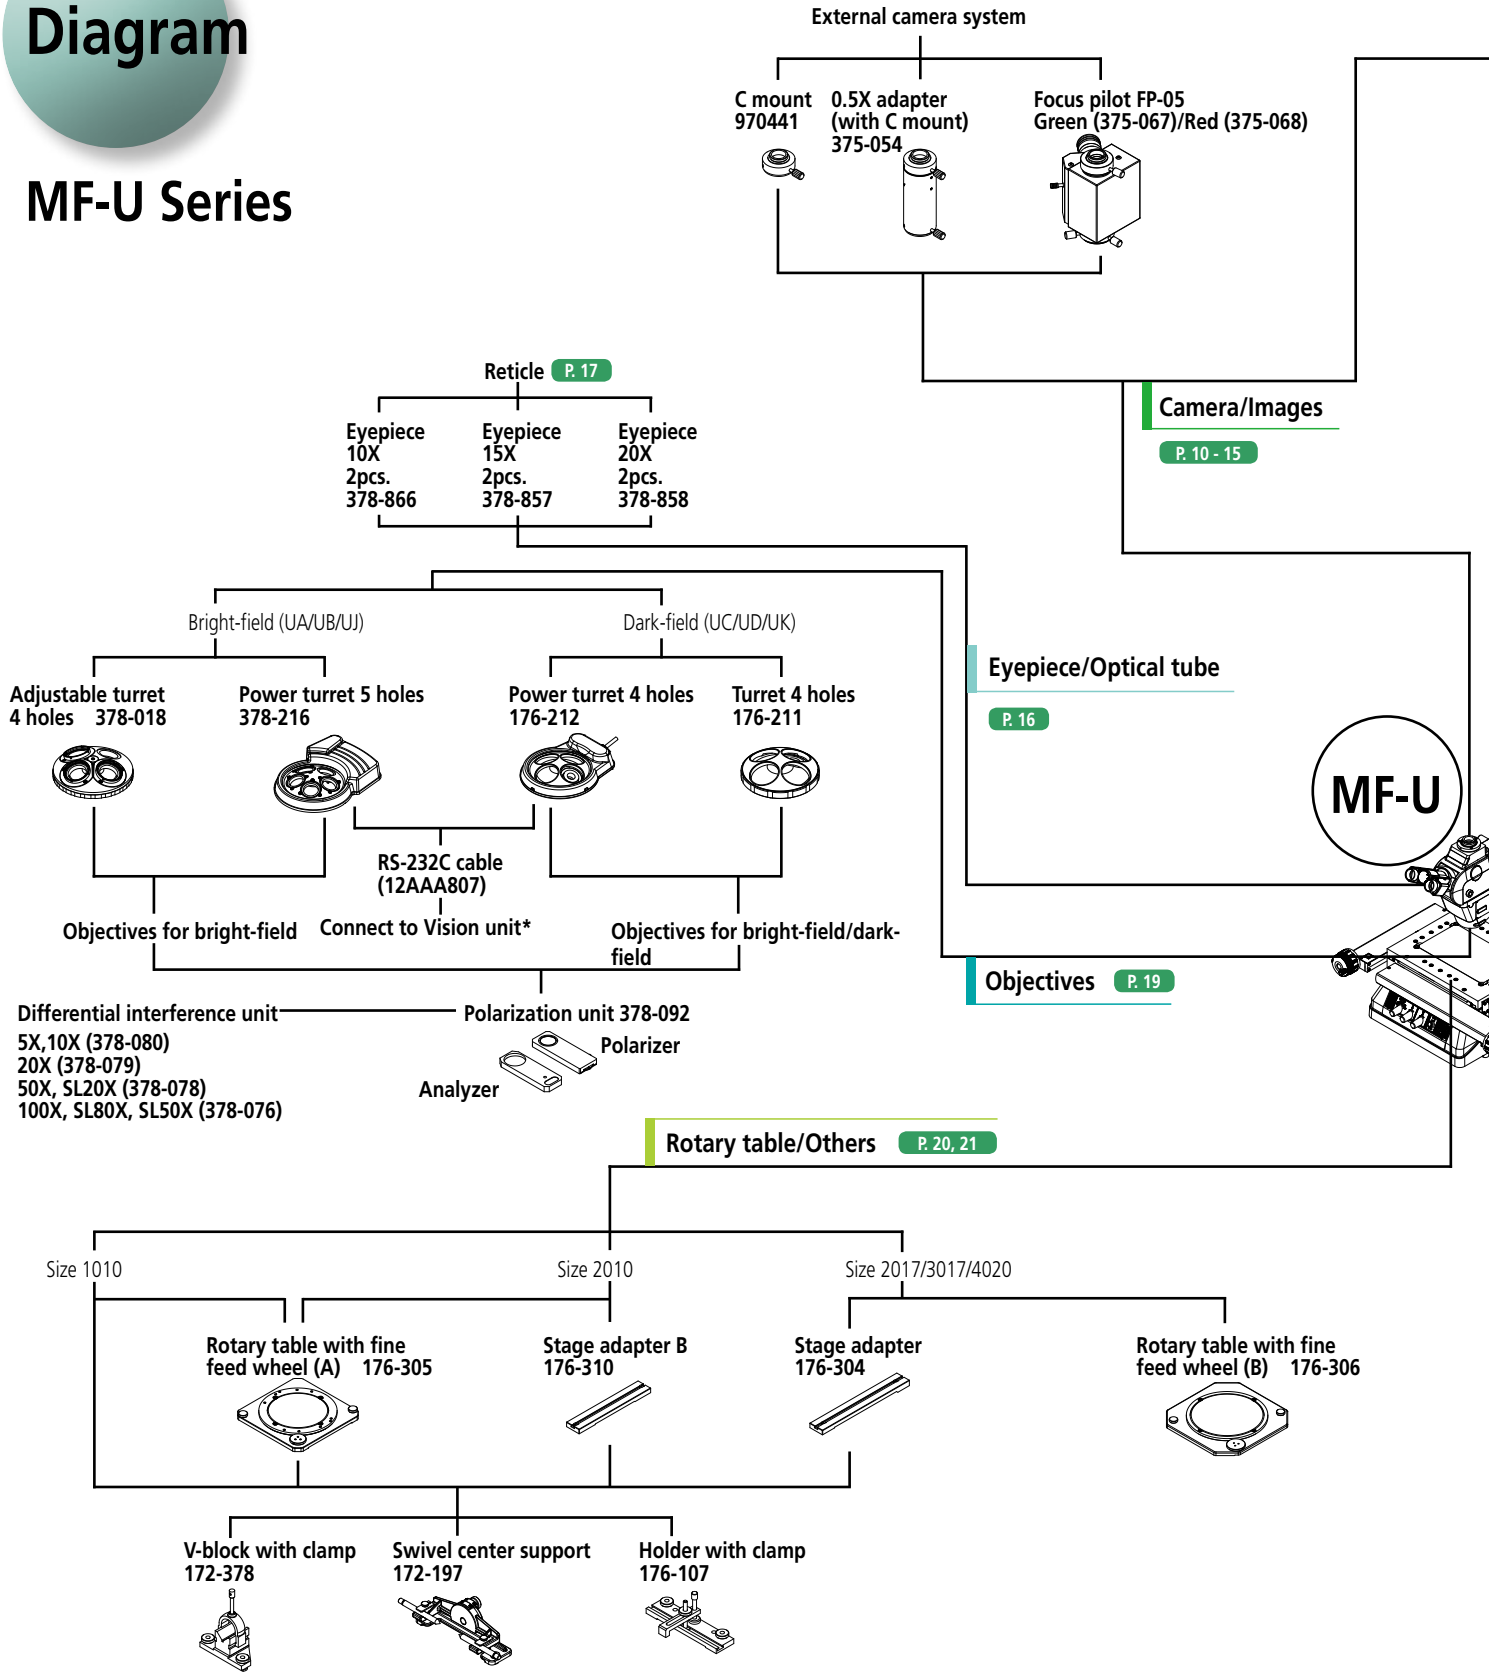 Diagram
MF-U Series
External camera system
C mount
970441
0.5X adapter
(with C mount)
375-054
Focus pilot FP-05
Green (375-067)/Red (375-068)
Reticle P. 17
Eyepiece
10X
2pcs.
378-866
Eyepiece
15X
2pcs.
378-857
Eyepiece
20X
2pcs.
378-858
Camera/Images
P. 10 - 15
Bright-field (UA/UB/UJ)
Dark-field (UC/UD/UK)
Adjustable turret
4 holes 378-018
Power turret 5 holes
378-216
Power turret 4 holes
176-212
Turret 4 holes
176-211
Eyepiece/Optical tube
P. 16
MF-U
RS-232C cable
(12AAA807)
Connect to Vision unit*
Objectives for bright-field
Objectives for bright-field/dark-
field
Objectives P. 19
Differential interference unit
5X,10X (378-080)
20X (378-079)
50X, SL20X (378-078)
100X, SL80X, SL50X (378-076)
Polarization unit 378-092
Polarizer
Analyzer
Rotary table/Others P. 20, 21
Size 1010
Size 2010
Size 2017/3017/4020
Rotary table with fine
feed wheel (A) 176-305
Stage adapter B
176-310
Stage adapter
176-304
Rotary table with fine
feed wheel (B) 176-306
V-block with clamp
172-378
Swivel center support
172-197
Holder with clamp
176-107